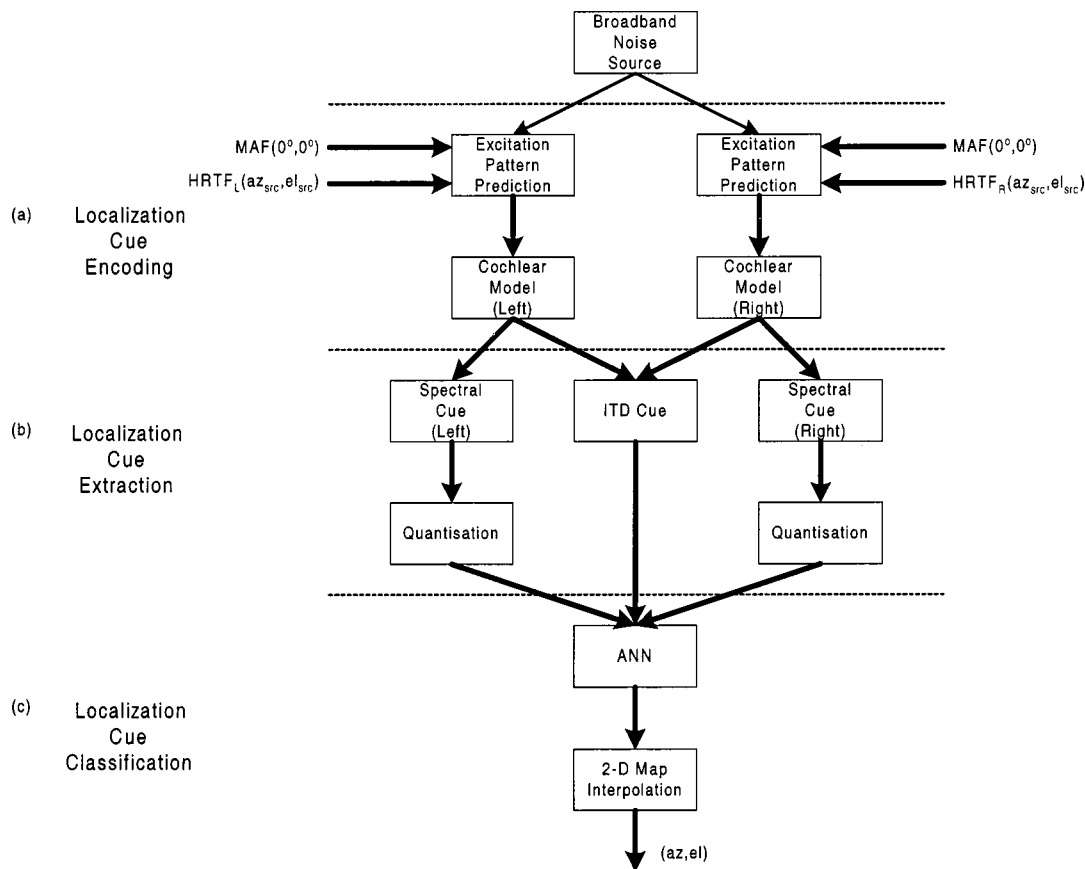 Broadband
Noise
Source
MAF(0°,0°)
HRTF_L(az_src,el_src)
Excitation
Pattern
Prediction
Excitation
Pattern
Prediction
MAF(0°,0°)
HRTF_R(az_src,el_src)
(a) Localization
Cue
Encoding
Cochlear
Model
(Left)
Cochlear
Model
(Right)
(b) Localization
Cue
Extraction
Spectral
Cue
(Left)
ITD Cue
Spectral
Cue
(Right)
Quantisation
Quantisation
ANN
(c) Localization
Cue
Classification
2-D Map
Interpolation
(az,el)